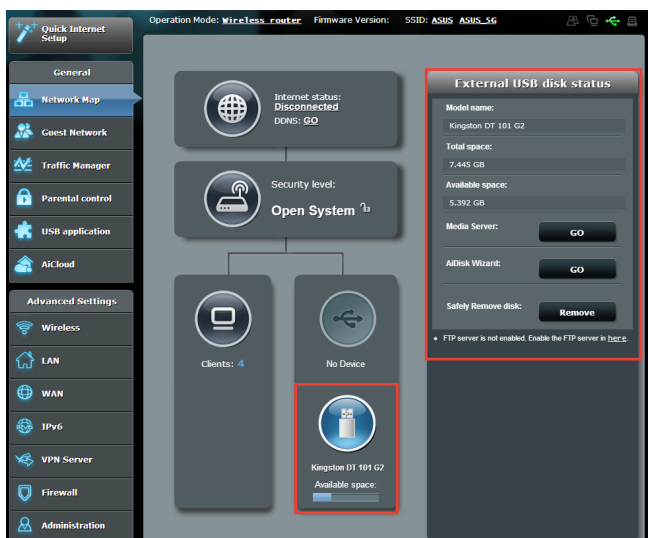 Operation Mode: Wireless router Firmware Version: SSID: ASUS ASUS_5G
Quick Internet
Setup
General
Network Map
Guest Network
Traffic Manager
Parental control
USB application
AiCloud
Advanced Settings
Wireless
LAN
WAN
IPv6
VPN Server
Firewall
Administration
Internet status:
Disconnected
DDNS: GO
Security level:
Open System
Clients: 4
No Device
Kingston DT 101 G2
Available space:
External USB disk status
Model name:
Kingston DT 101 G2
Total space:
7.445 GB
Available space:
5.392 GB
Media Server: GO
AiDisk Wizard: GO
Safely Remove disk: Remove
• FTP server is not enabled. Enable the FTP server in here.